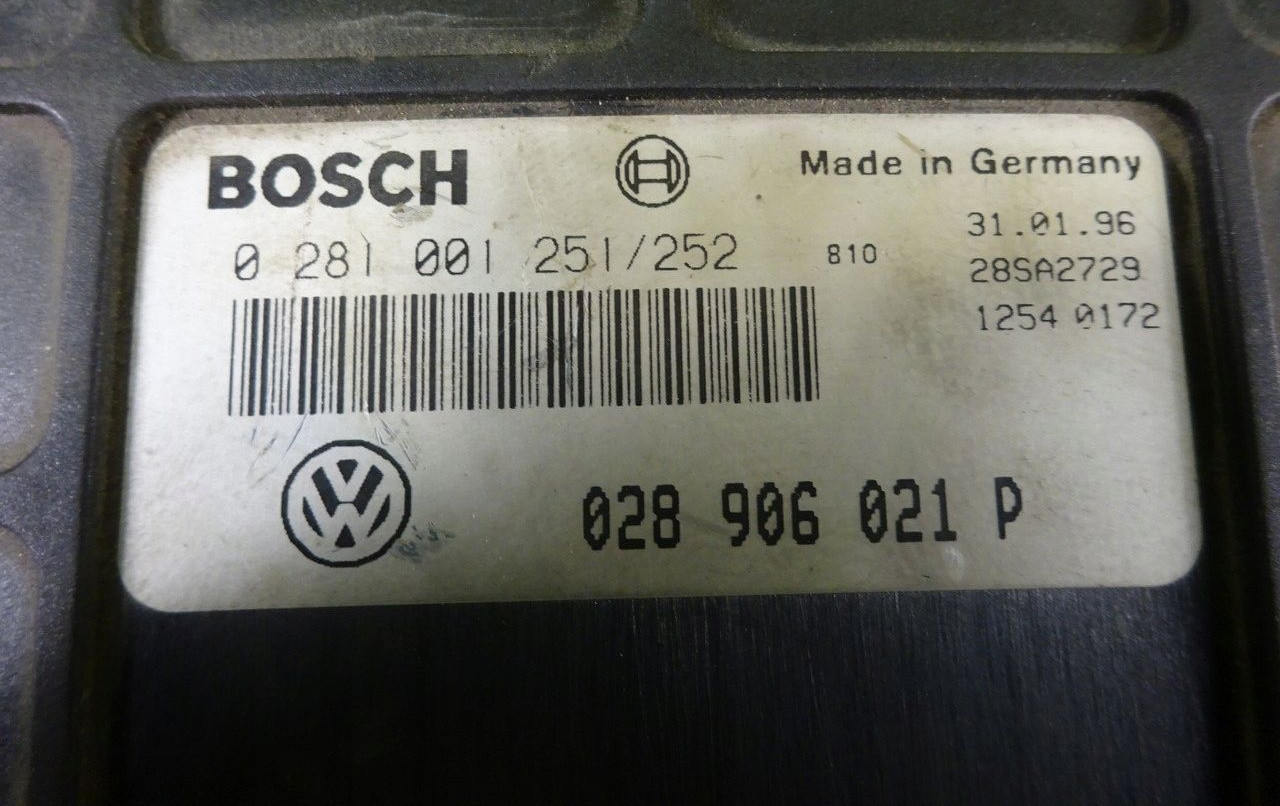 BOSCH
Made in Germany
0 281 001 251/252
810
31.01.96
28SA2729
1254 0172
028 906 021 P